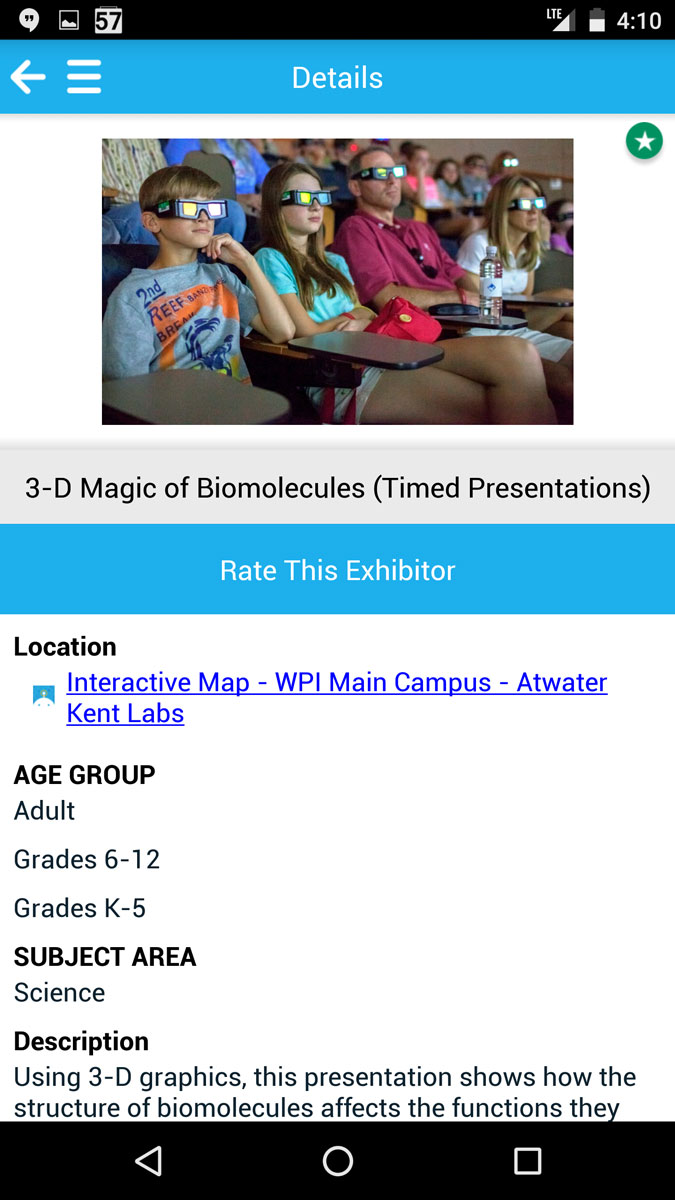 57
LTE
4:10
Details
2nd
REEF
BREAK
3-D Magic of Biomolecules (Timed Presentations)
Rate This Exhibitor
Location
Interactive Map - WPI Main Campus - Atwater
Kent Labs
AGE GROUP
Adult
Grades 6-12
Grades K-5
SUBJECT AREA
Science
Description
Using 3-D graphics, this presentation shows how the
structure of biomolecules affects the functions they